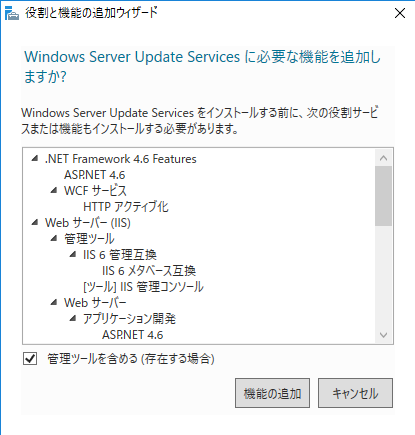 役割と機能の追加ウィザード
Windows Server Update Services に必要な機能を追加し
ますか?
Windows Server Update Services をインストールする前に、次の役割サービ
スまたは機能もインストールする必要があります。
.NET Framework 4.6 Features
ASP.NET 4.6
WCF サービス
HTTP アクティブ化
Web サーバー (IIS)
管理ツール
IIS 6 管理互換
IIS 6 メタベース互換
[ツール] IIS 管理コンソール
Web サーバー
アプリケーション開発
ASP.NET 4.6
管理ツールを含める (存在する場合)
機能の追加
キャンセル